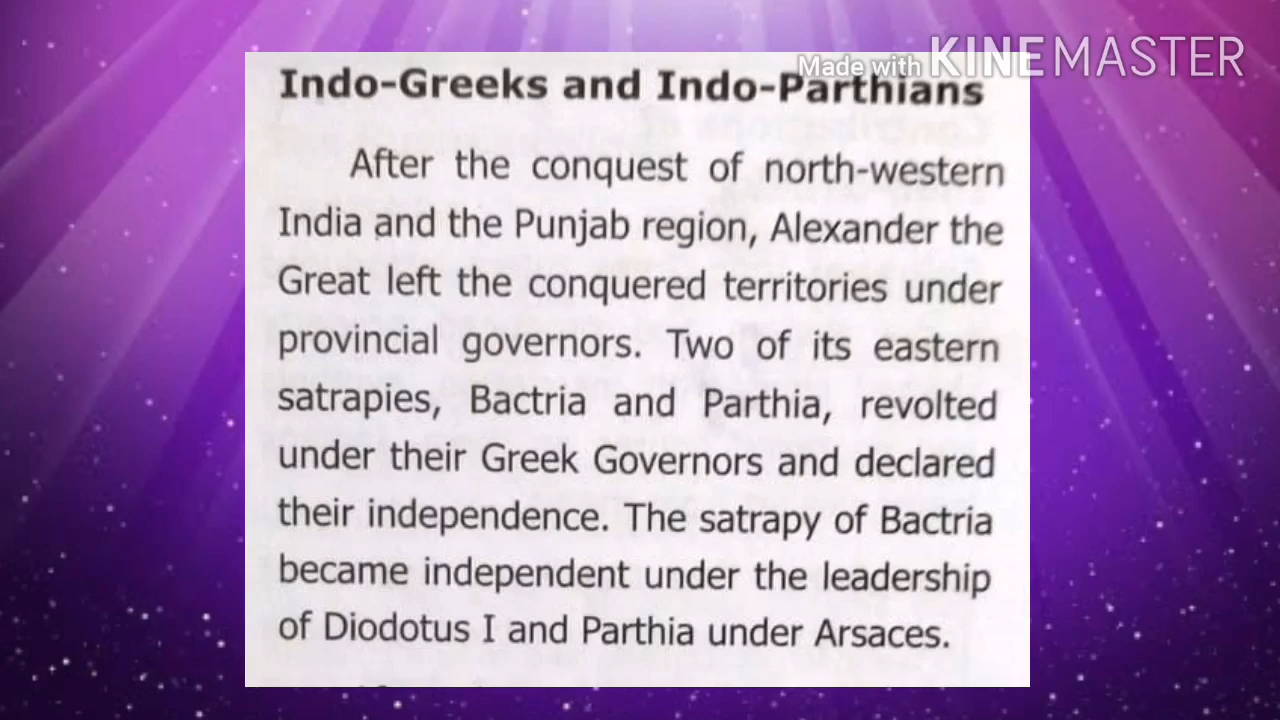 Made with KINEMASTER
Indo-Greeks and Indo-Parthians
After the conquest of north-western
India and the Punjab region, Alexander the
Great left the conquered territories under
provincial governors. Two of its eastern
satrapies, Bactria and Parthia, revolted
under their Greek Governors and declared
their independence. The satrapy of Bactria
became independent under the leadership
of Diodotus I and Parthia under Arsaces.